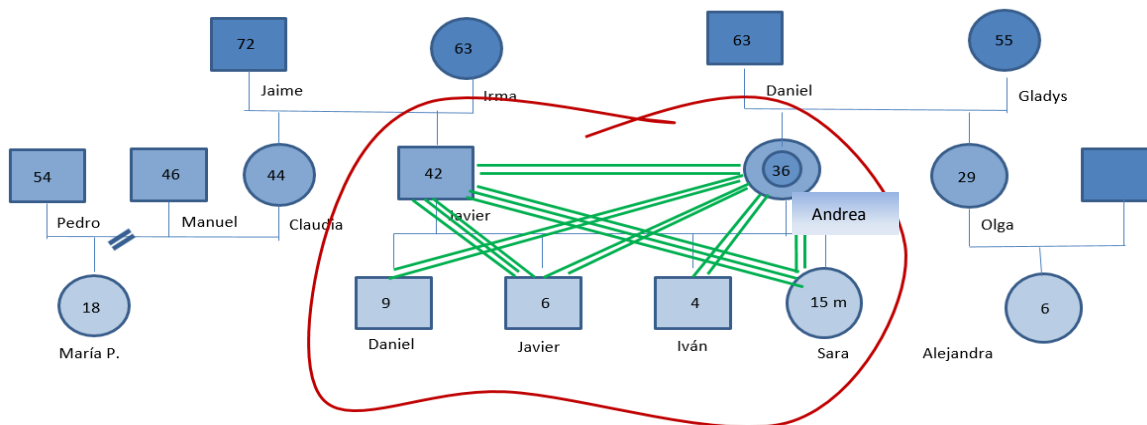 72
63
63
55
Jaime
Irma
Daniel
Gladys
54
46
44
42
36
29
Pedro
Manuel
Claudia
Javier
Andrea
Olga
18
9
6
4
15 m
6
María P.
Daniel
Javier
Iván
Sara
Alejandra